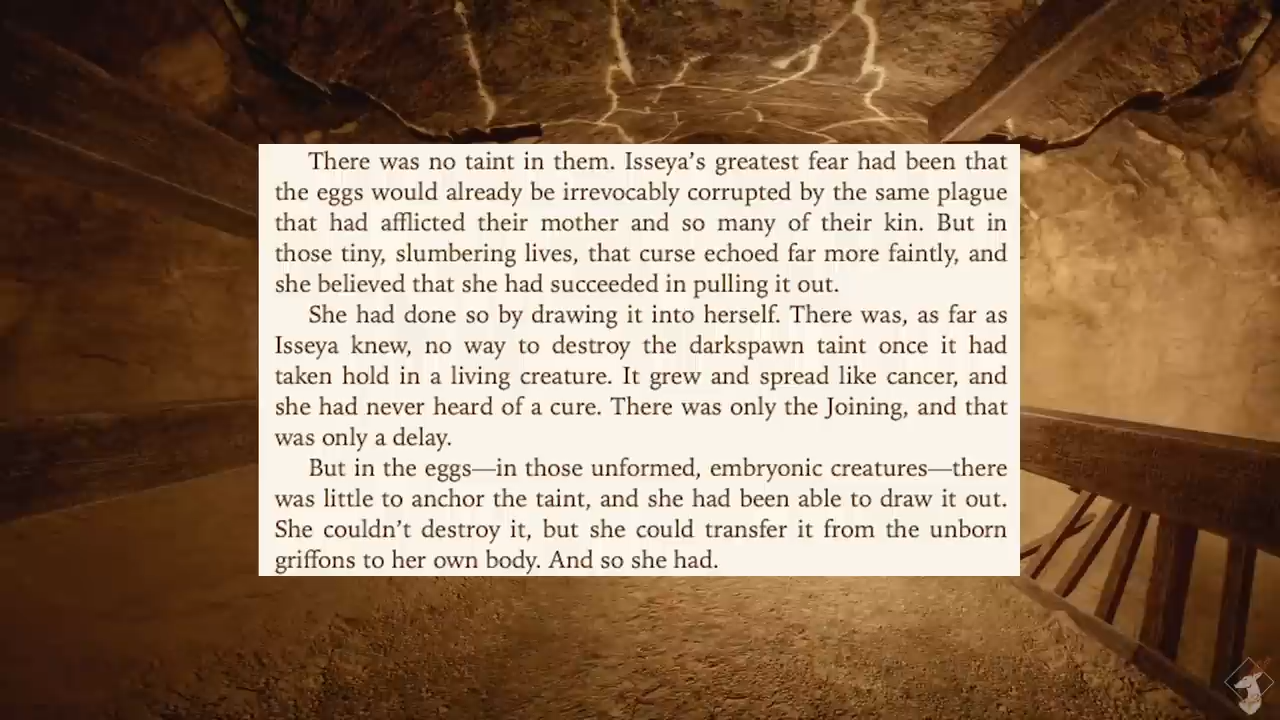 There was no taint in them. Isseya’s greatest fear had been that
the eggs would already be irrevocably corrupted by the same plague
that had afflicted their mother and so many of their kin. But in
those tiny, slumbering lives, that curse echoed far more faintly, and
she believed that she had succeeded in pulling it out.
She had done so by drawing it into herself. There was, as far as
Isseya knew, no way to destroy the darkspawn taint once it had
taken hold in a living creature. It grew and spread like cancer, and
she had never heard of a cure. There was only the Joining, and that
was only a delay.
But in the eggs—in those unformed, embryonic creatures—there
was little to anchor the taint, and she had been able to draw it out.
She couldn’t destroy it, but she could transfer it from the unborn
griffons to her own body. And so she had.